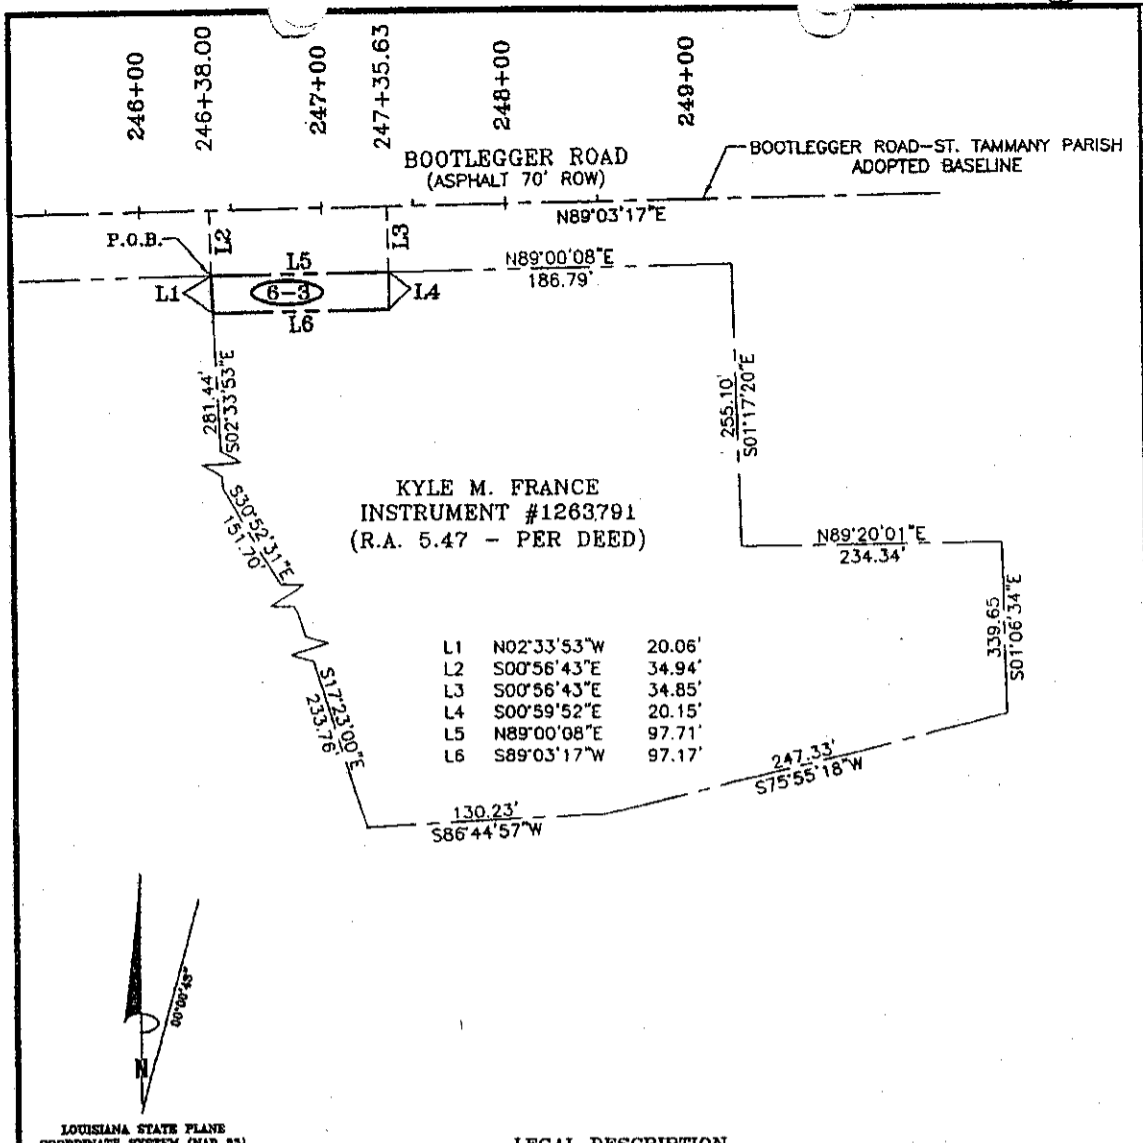 246+00
246+38.00
247+00
247+35.63
248+00
249+00
BOOTLEGGER ROAD
(ASPHALT 70' ROW)
BOOTLEGGER ROAD-ST. TAMMANY PARISH
ADOPTED BASELINE
N89°03'17"E
P.O.B.
L2
L3
L5
N89°00'08"E
186.79'
L1
6-3
L4
L6
281.44'
S02°33'53"E
255.10'
S01°17'20"E
S30°52'31"E
151.70'
KYLE M. FRANCE
INSTRUMENT #1263791
(R.A. 5.47 - PER DEED)
N89°20'01"E
234.34'
339.65
S01°06'34"E
L1 N02°33'53"W 20.06'
L2 S00°56'43"E 34.94'
L3 S00°56'43"E 34.85'
L4 S00°59'52"E 20.15'
L5 N89°00'08"E 97.71'
L6 S89°03'17"W 97.17'
S17°23'00"E
233.76'
247.33'
S75°55'18"W
130.23'
S86°44'57"W
N
LOUISIANA STATE PLANE
COORDINATE SYSTEM (NAD 83)
LEGAL DESCRIPTION